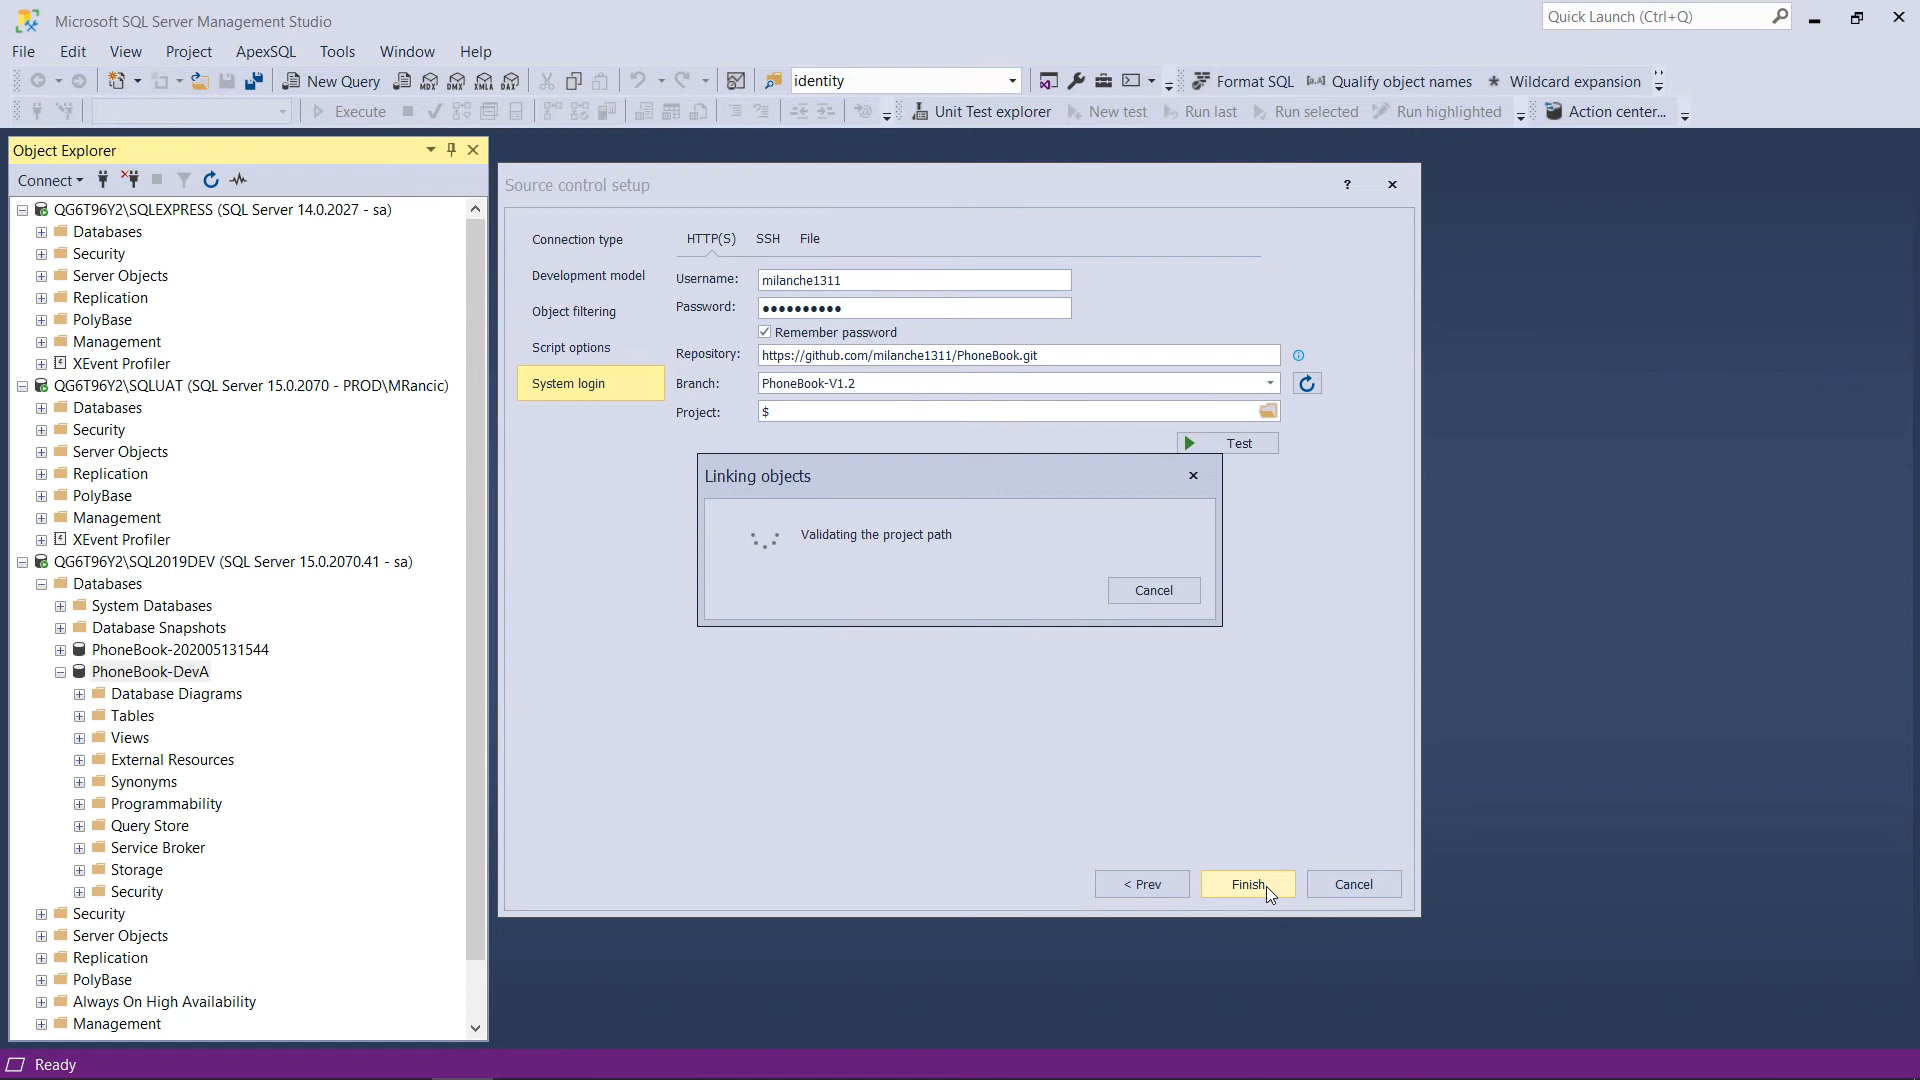 Microsoft SQL Server Management Studio
Quick Launch (Ctrl+Q)
File Edit View Project ApexSQL Tools Window Help
New Query MDX DMX XMLA DAX identity Format SQL [A.A] Qualify object names Wildcard expansion
Execute Unit Test explorer New test Run last Run selected Run highlighted Action center...
Object Explorer
Connect
QG6T96Y2\SQLEXPRESS (SQL Server 14.0.2027 - sa)
Databases
Security
Server Objects
Replication
PolyBase
Management
XEvent Profiler
QG6T96Y2\SQLUAT (SQL Server 15.0.2070 - PROD\MRancic)
Databases
Security
Server Objects
Replication
PolyBase
Management
XEvent Profiler
QG6T96Y2\SQL2019DEV (SQL Server 15.0.2070.41 - sa)
Databases
System Databases
Database Snapshots
PhoneBook-202005131544
PhoneBook-DevA
Database Diagrams
Tables
Views
External Resources
Synonyms
Programmability
Query Store
Service Broker
Storage
Security
Security
Server Objects
Replication
PolyBase
Always On High Availability
Management
Source control setup
?
Connection type
Development model
Object filtering
Script options
System login
HTTP(S) SSH File
Username: milanche1311
Password: ●●●●●●●●●●
Remember password
Repository: https://github.com/milanche1311/PhoneBook.git
Branch: PhoneBook-V1.2
Project: $
Test
Linking objects
Validating the project path
Cancel
< Prev Finish Cancel
Ready